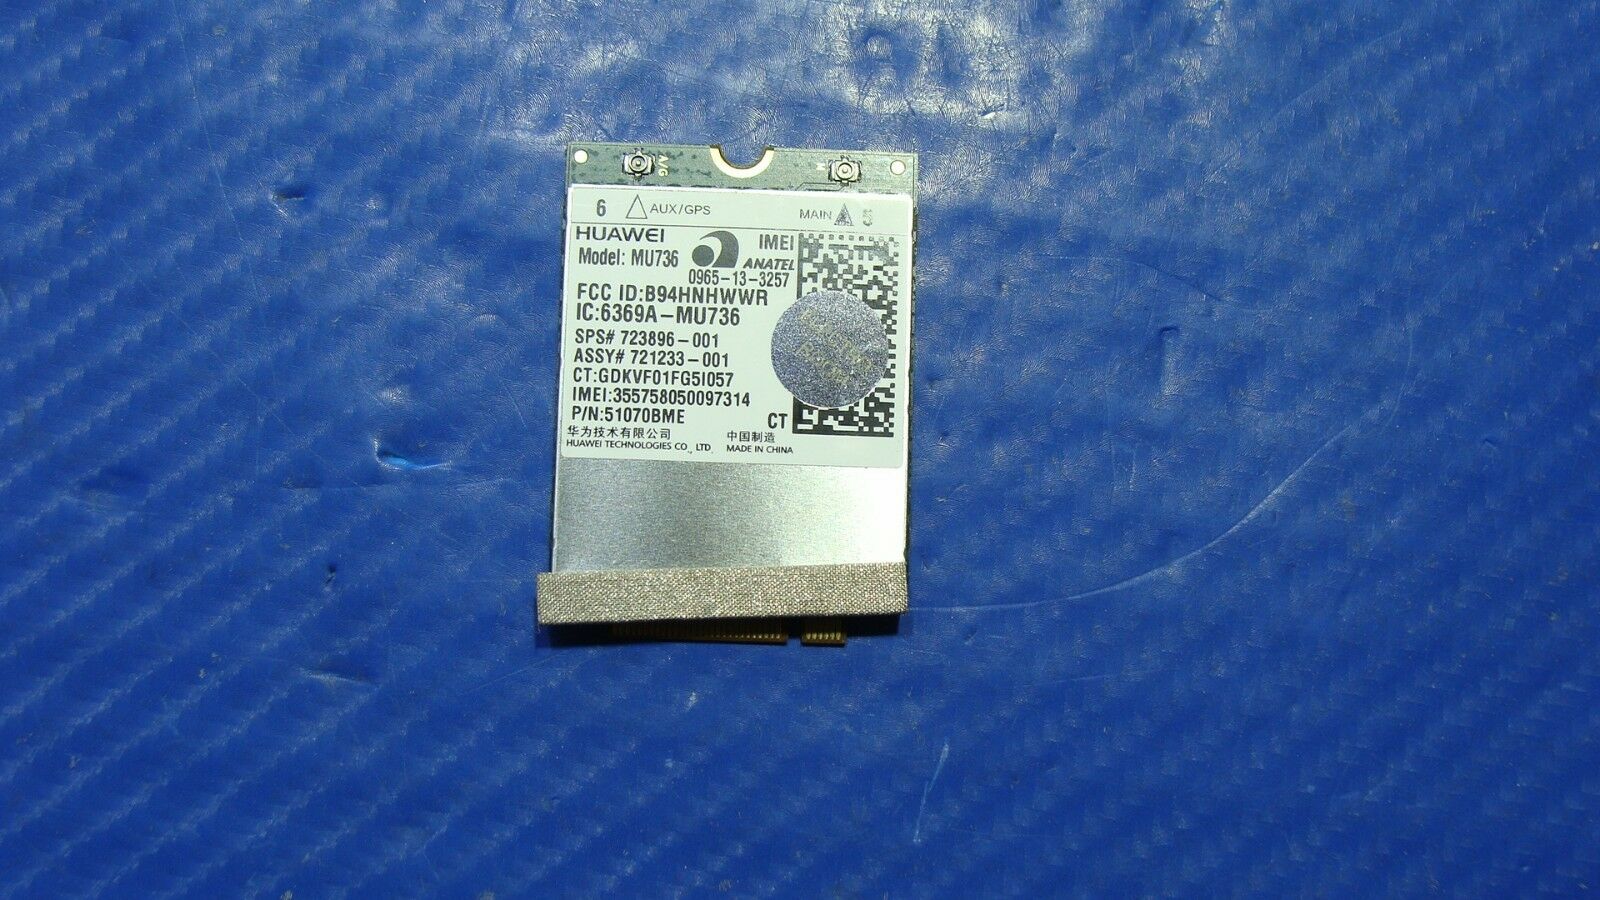 A/G M
6 △ AUX/GPS MAIN ▲ 5
HUAWEI
Model: MU736
ANATEL
0965-13-3257
IMEI
FCC ID:B94HNHWWR
IC:6369A-MU736
SPS# 723896-001
ASSY# 721233-001
CT:GDKVF01FG5I057
IMEI:355758050097314
P/N:51070BME
CT
华为技术有限公司 中国制造
HUAWEI TECHNOLOGIES CO., LTD. MADE IN CHINA